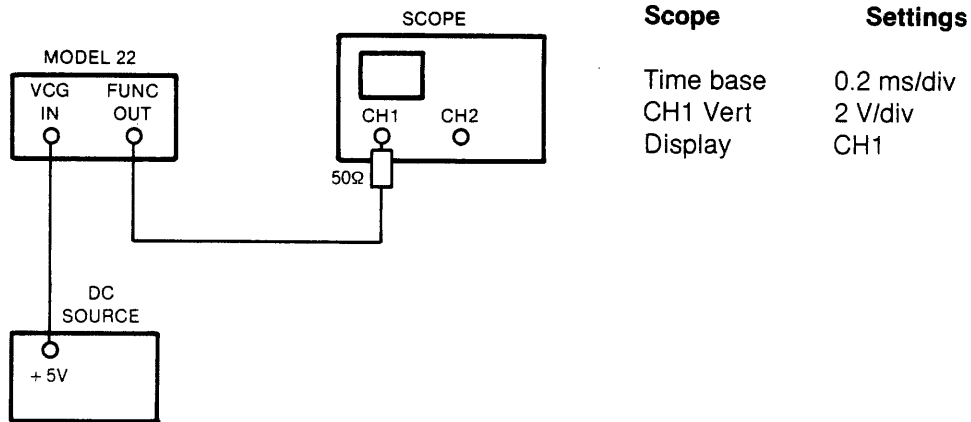 SCOPE
MODEL 22
VCG FUNC
IN OUT
CH1 CH2
50Ω
DC
SOURCE
+ 5V
Scope Settings
Time base 0.2 ms/div
CH1 Vert 2 V/div
Display CH1